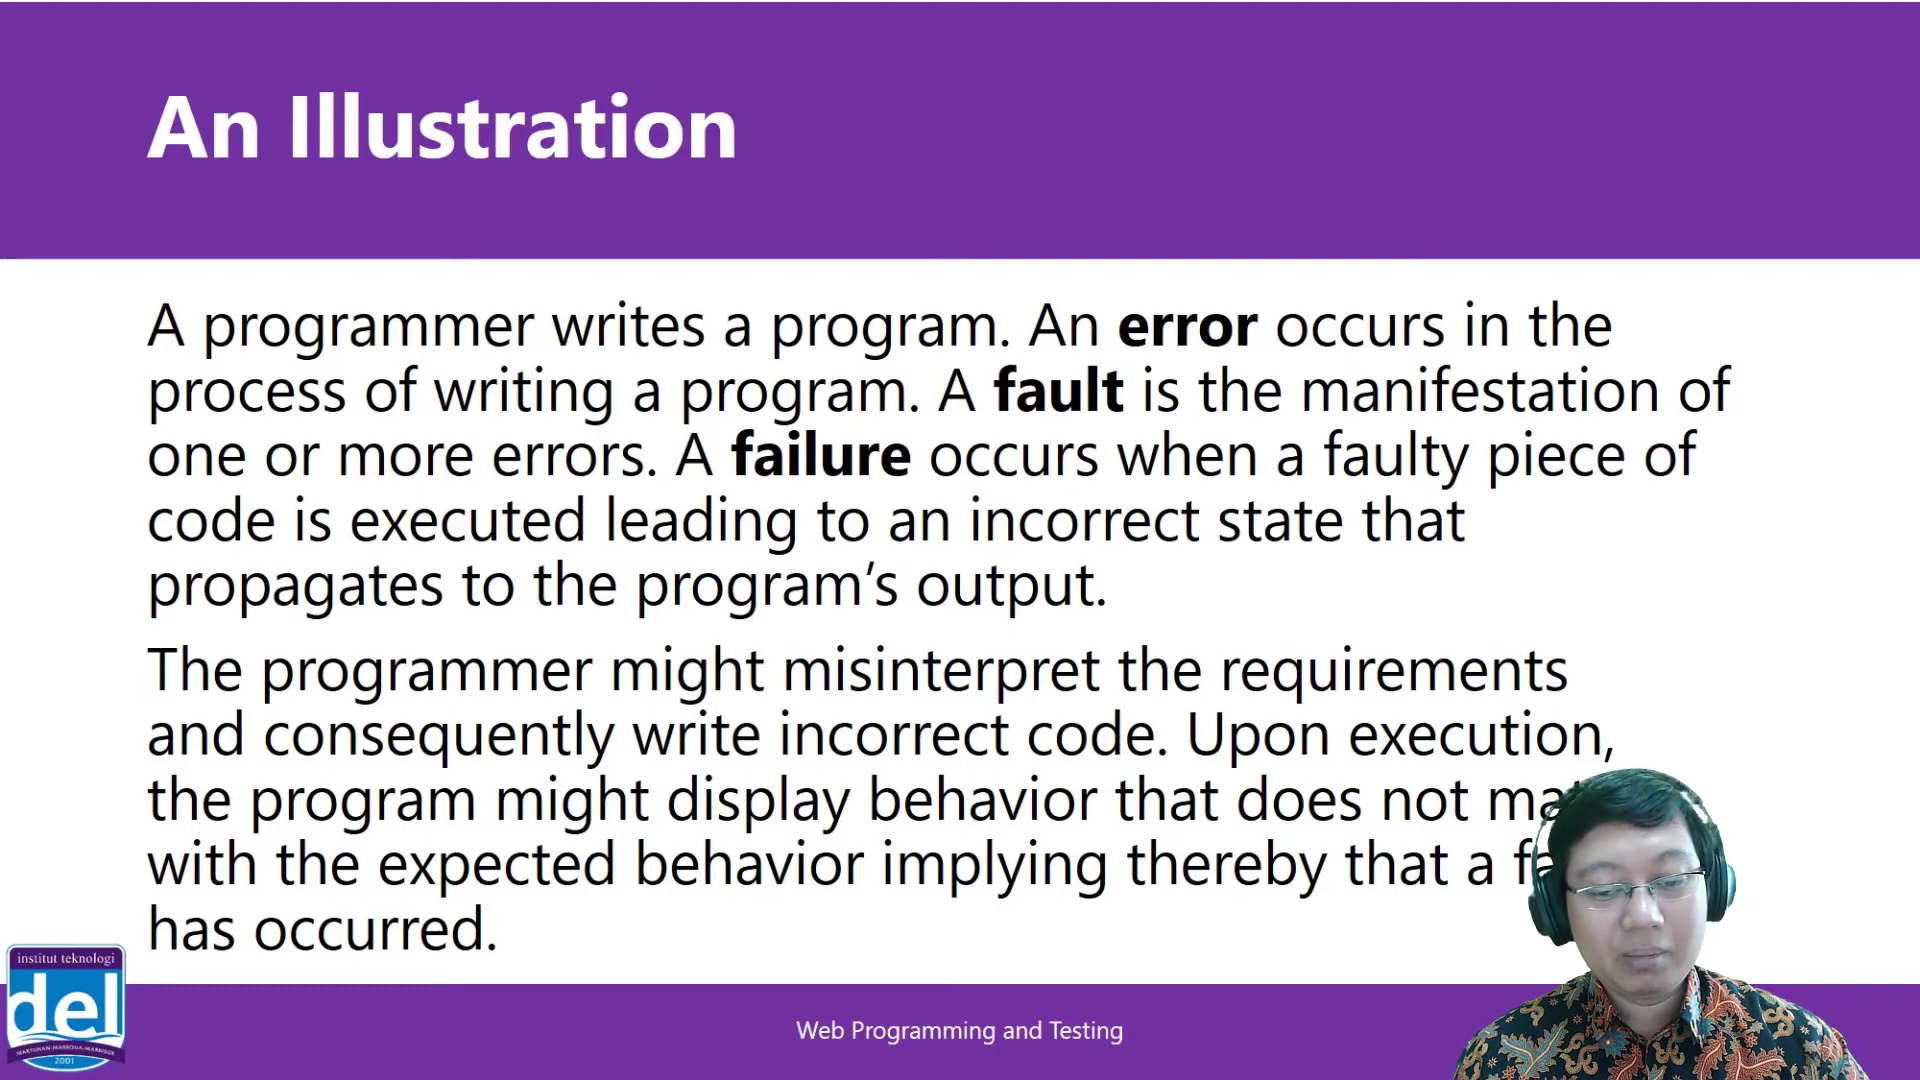 An Illustration
A programmer writes a program. An error occurs in the
process of writing a program. A fault is the manifestation of
one or more errors. A failure occurs when a faulty piece of
code is executed leading to an incorrect state that
propagates to the program’s output.
The programmer might misinterpret the requirements
and consequently write incorrect code. Upon execution,
the program might display behavior that does not
with the expected behavior implying thereby that a
has occurred.
institut teknologi
del
MARTUHAN-MARROHA-MARBISUK
2001
Web Programming and Testing